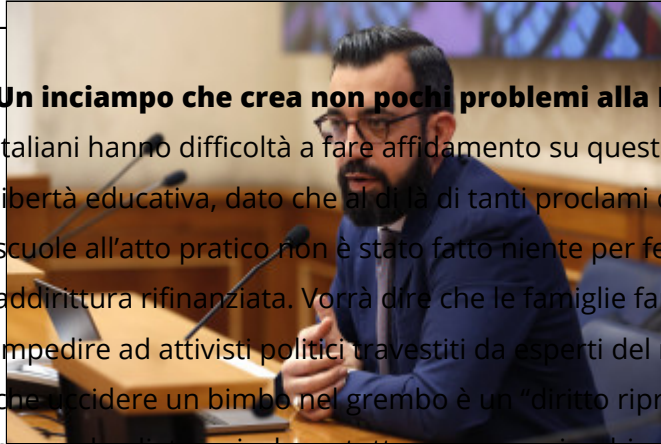 Un inciampo che crea non pochi problemi alla
taliani hanno difficoltà a fare affidamento su quest
ibertà educativa, dato che al di là di tanti proclami
scuole all’atto pratico non è stato fatto niente per fe
addirittura rifinanziata. Vorrà dire che le famiglie fa
mpedire ad attivisti politici travestiti da esperti del
che uccidere un bimbo nel grembo è un “diritto ripr